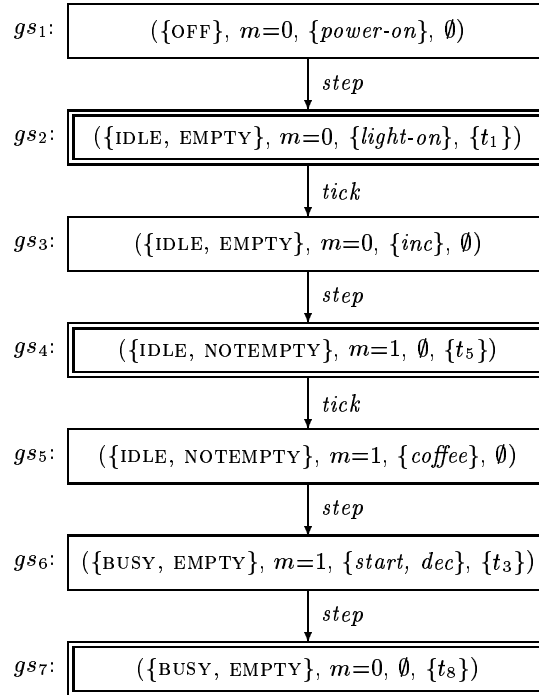 gs₁: ({OFF}, m=0, {power-on}, ∅)
step
gs₂: ({IDLE, EMPTY}, m=0, {light-on}, {t₁})
tick
gs₃: ({IDLE, EMPTY}, m=0, {inc}, ∅)
step
gs₄: ({IDLE, NOTEMPTY}, m=1, ∅, {t₅})
tick
gs₅: ({IDLE, NOTEMPTY}, m=1, {coffee}, ∅)
step
gs₆: ({BUSY, EMPTY}, m=1, {start, dec}, {t₃})
step
gs₇: ({BUSY, EMPTY}, m=0, ∅, {t₈})